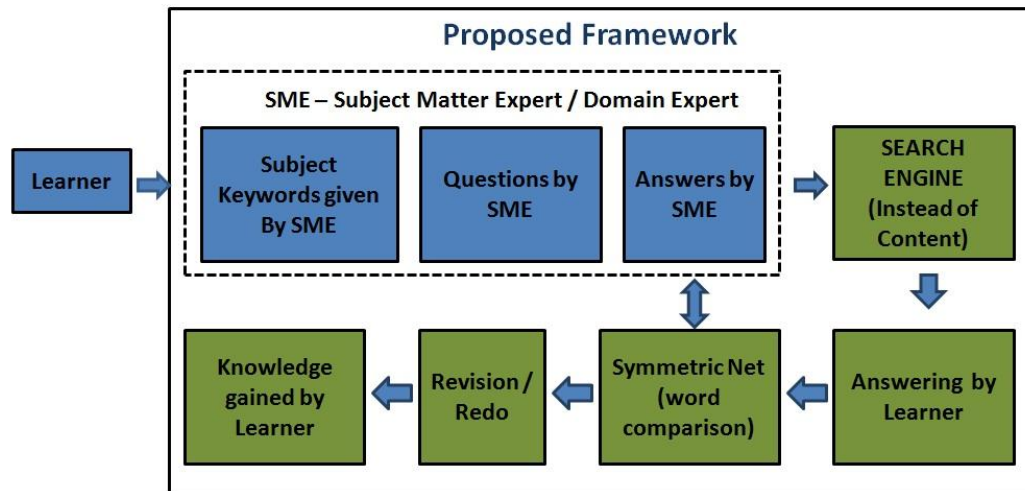 Proposed Framework
SME – Subject Matter Expert / Domain Expert
Learner
Subject
Keywords given
By SME
Questions by
SME
Answers by
SME
SEARCH
ENGINE
(Instead of
Content)
Knowledge
gained by
Learner
Revision /
Redo
Symmetric Net
(word
comparison)
Answering by
Learner